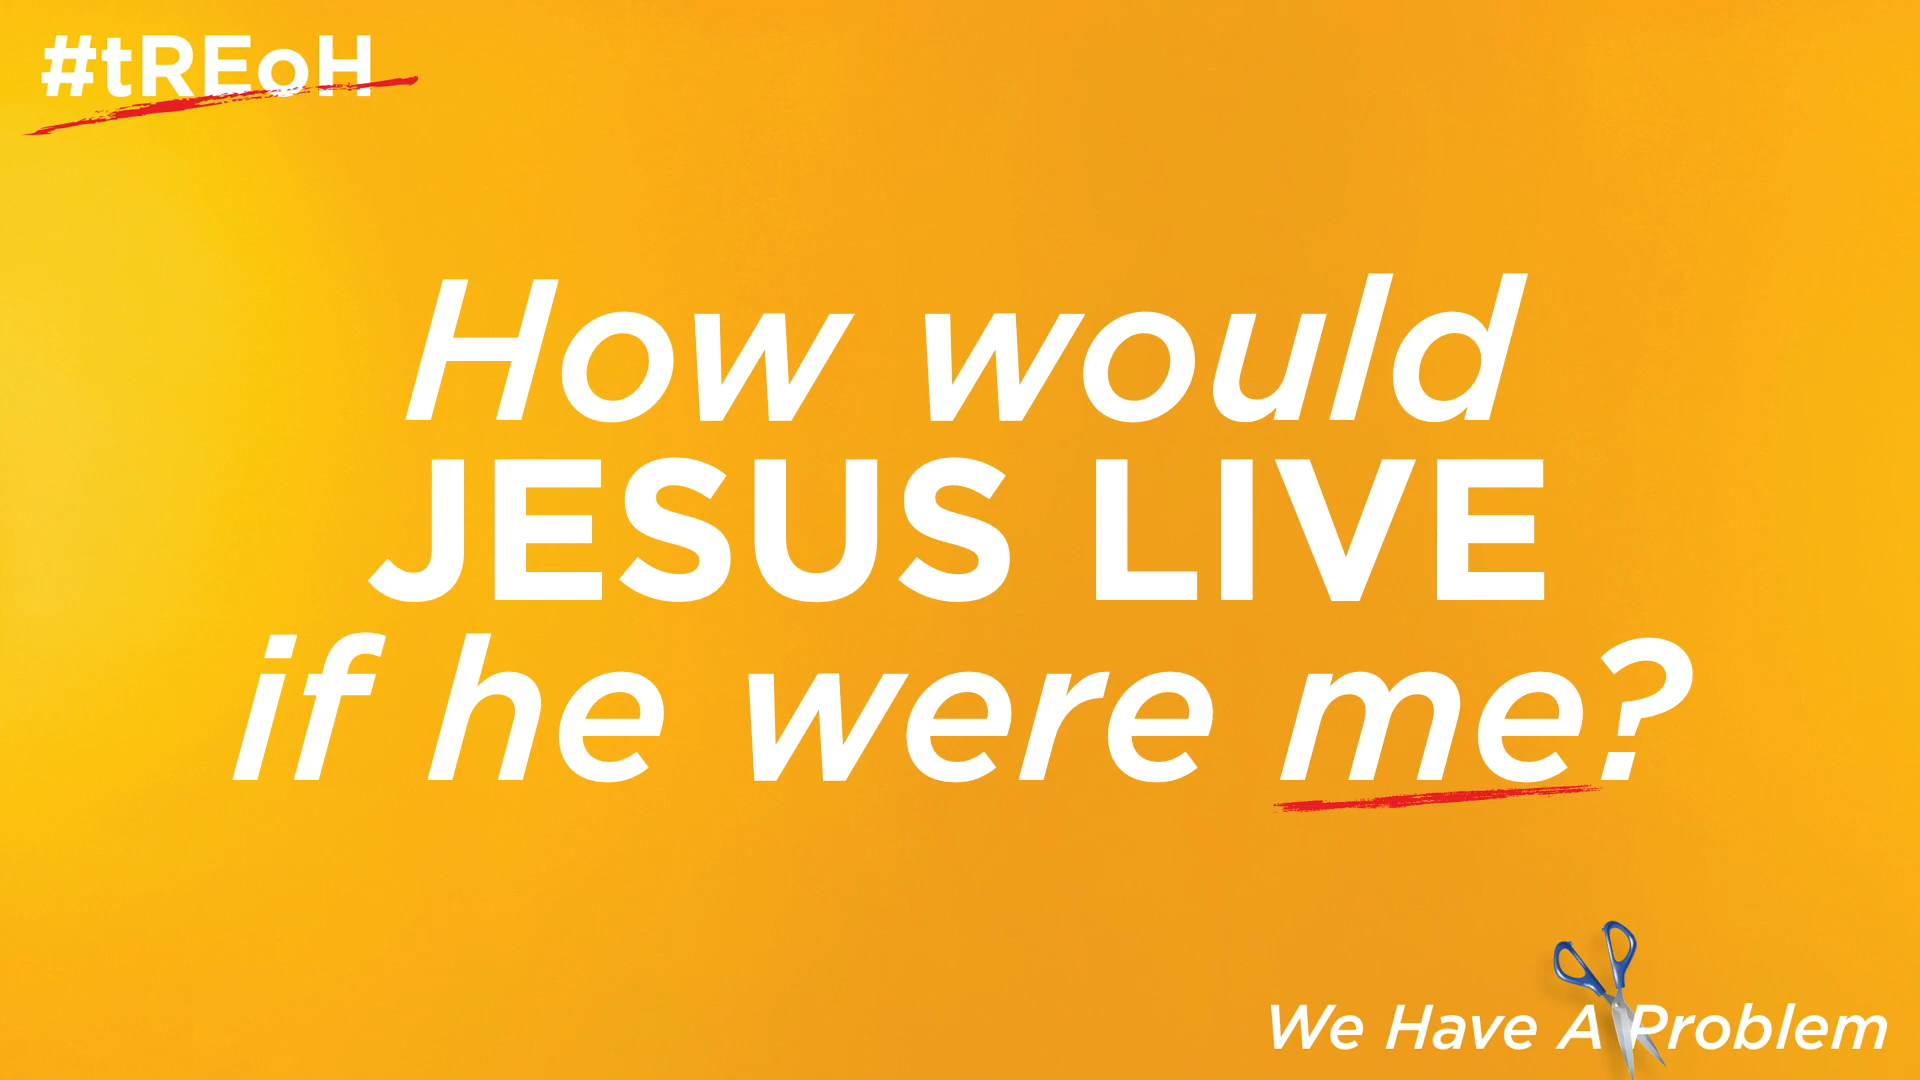 #tREoH
How would
JESUS LIVE
if he were me?
We Have A Problem